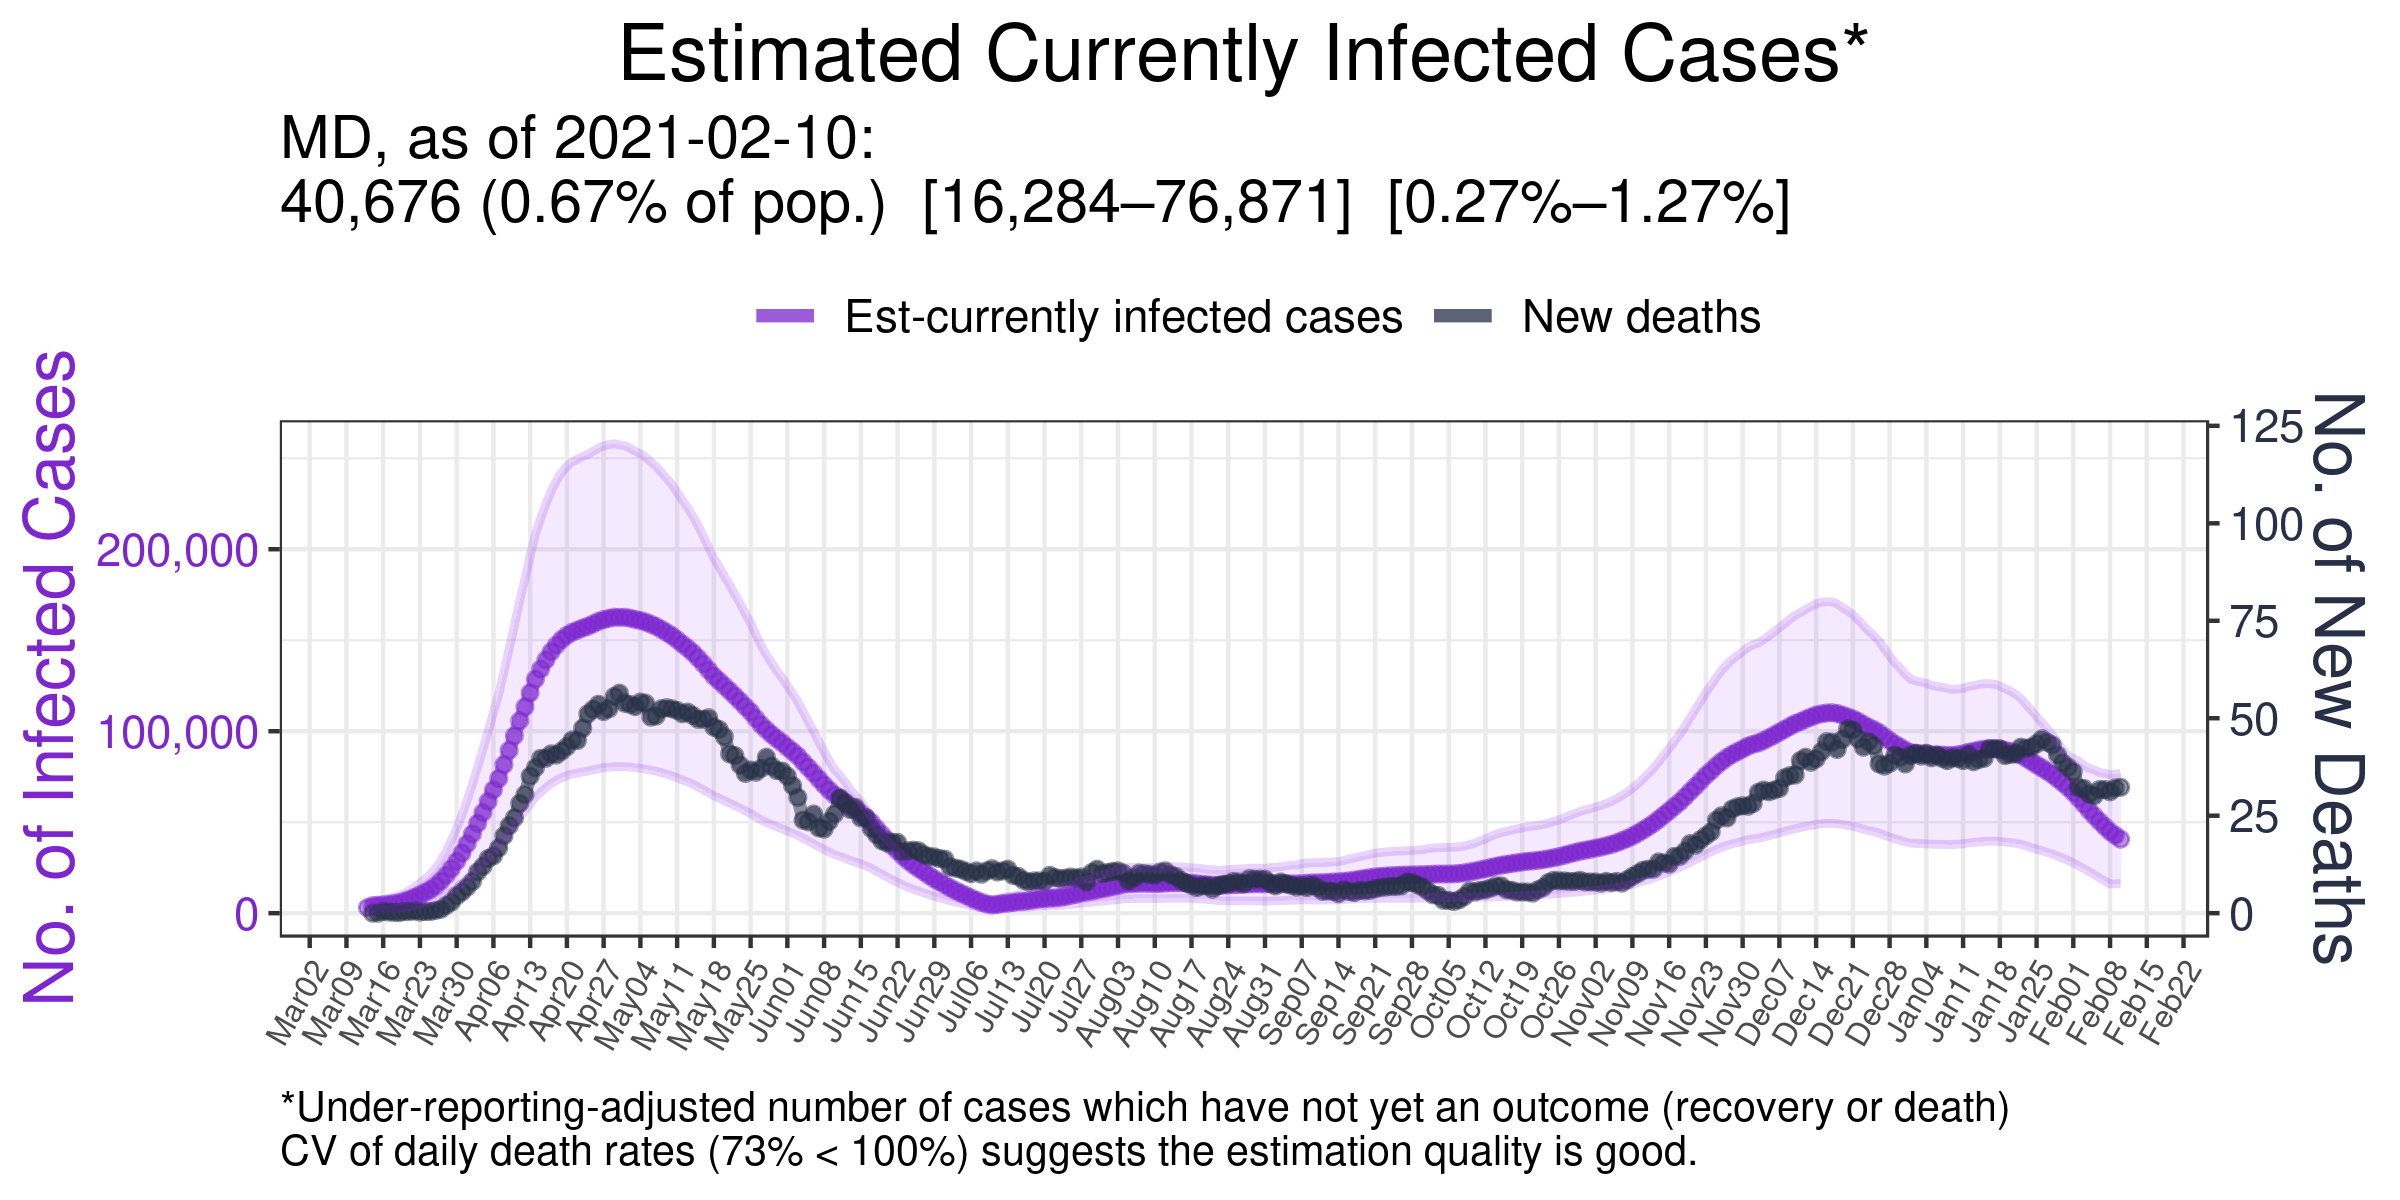 Estimated Currently Infected Cases*
MD, as of 2021-02-10:
40,676 (0.67% of pop.) [16,284–76,871] [0.27%–1.27%]
Est-currently infected cases
New deaths
No. of Infected Cases
200,000
100,000
0
125
100
75
50
25
0
No. of New Deaths
Mar02
Mar09
Mar16
Mar23
Mar30
Apr06
Apr13
Apr20
Apr27
May04
May11
May18
May25
Jun01
Jun08
Jun15
Jun22
Jun29
Jul06
Jul13
Jul20
Jul27
Aug03
Aug10
Aug17
Aug24
Aug31
Sep07
Sep14
Sep21
Sep28
Oct05
Oct12
Oct19
Oct26
Nov02
Nov09
Nov16
Nov23
Nov30
Dec07
Dec14
Dec21
Dec28
Jan04
Jan11
Jan18
Jan25
Feb01
Feb08
Feb15
Feb22
*Under-reporting-adjusted number of cases which have not yet an outcome (recovery or death)
CV of daily death rates (73% < 100%) suggests the estimation quality is good.